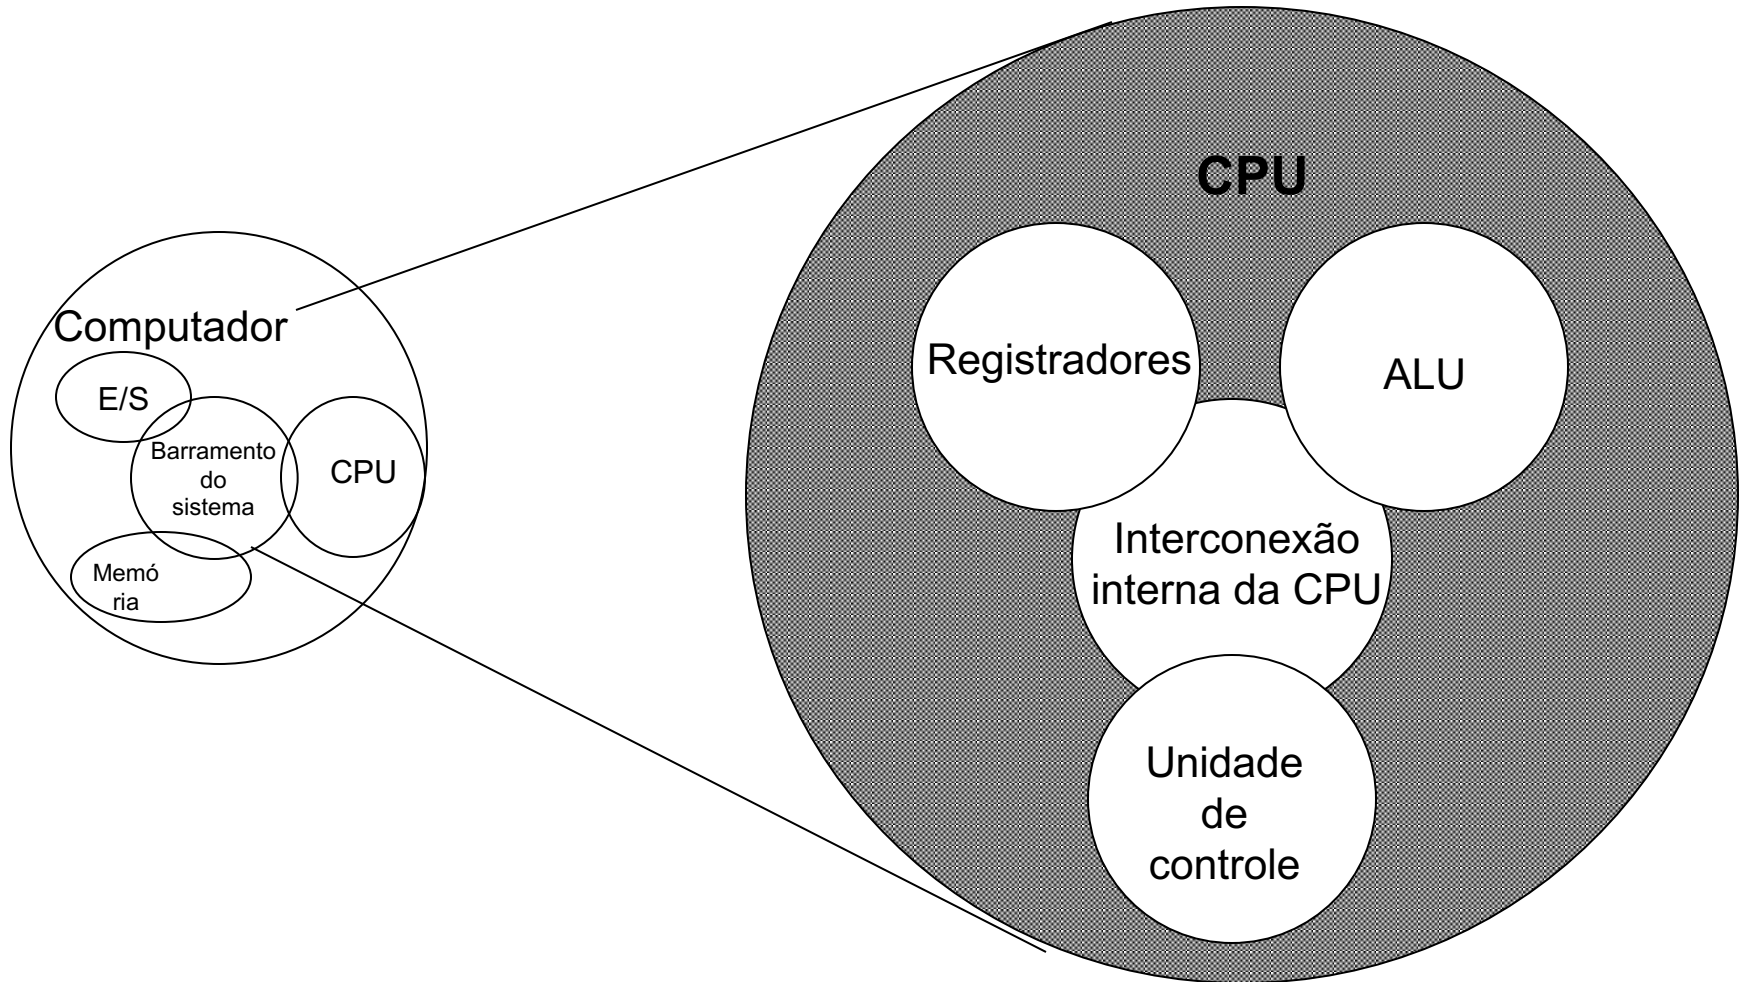 Computador
E/S
Barramento
do
sistema
CPU
Memó
ria
CPU
Registradores
ALU
Interconexão
interna da CPU
Unidade
de
controle